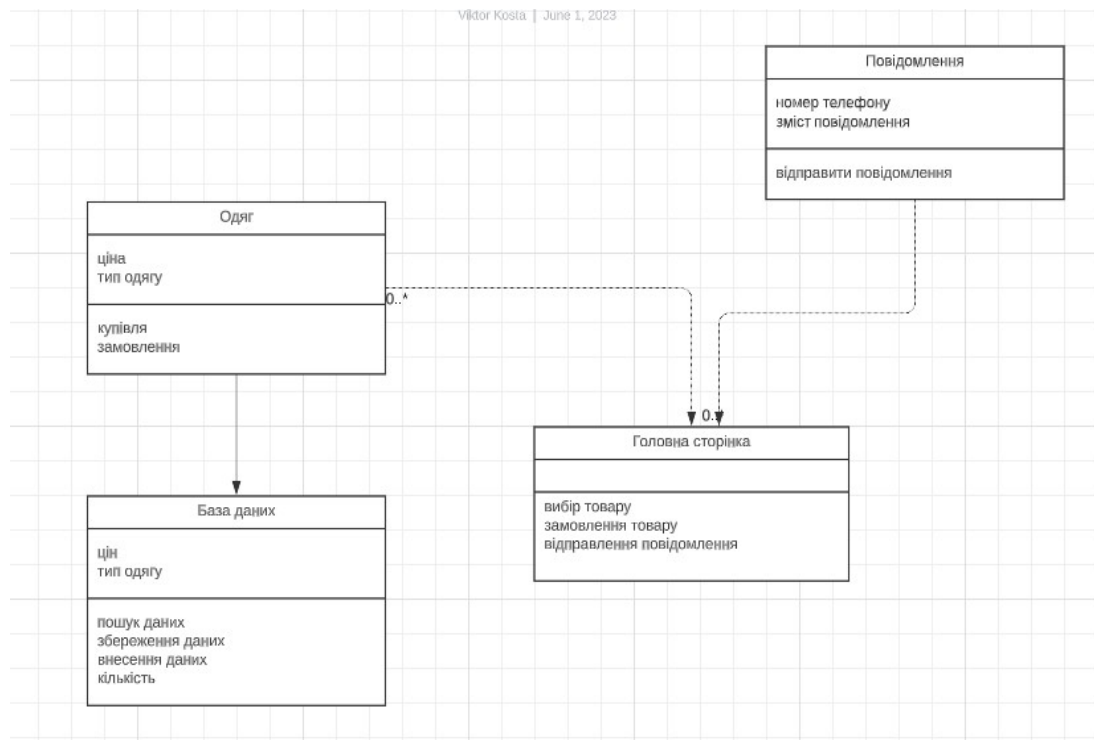 Viktor Kosta | June 1, 2023
Повідомлення
номер телефону
зміст повідомлення
відправити повідомлення
Одяг
ціна
тип одягу
0..*
купівля
замовлення
Головна сторінка
вибір товару
замовлення товару
відправлення повідомлення
База даних
цін
тип одягу
пошук даних
збереження даних
внесення даних
кількість